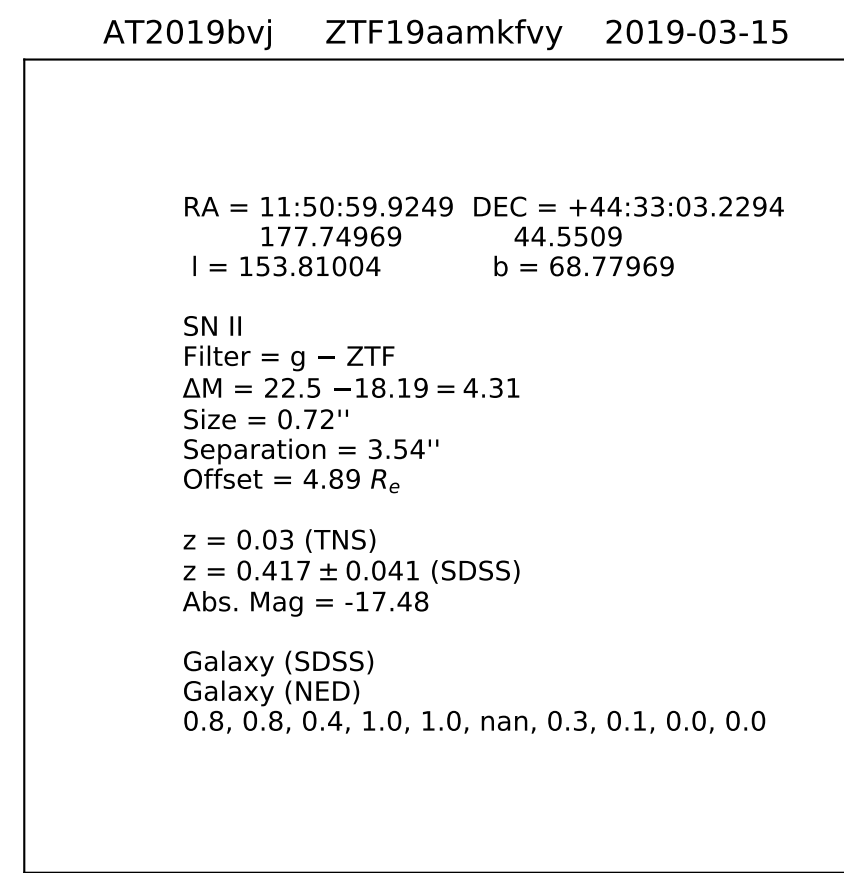 AT2019bvj ZTF19aamkfvy 2019-03-15
RA = 11:50:59.9249 DEC = +44:33:03.2294
177.74969 44.5509
l = 153.81004 b = 68.77969
SN II
Filter = g − ZTF
ΔM = 22.5 −18.19 = 4.31
Size = 0.72''
Separation = 3.54''
Offset = 4.89 Rₑ
z = 0.03 (TNS)
z = 0.417 ± 0.041 (SDSS)
Abs. Mag = -17.48
Galaxy (SDSS)
Galaxy (NED)
0.8, 0.8, 0.4, 1.0, 1.0, nan, 0.3, 0.1, 0.0, 0.0